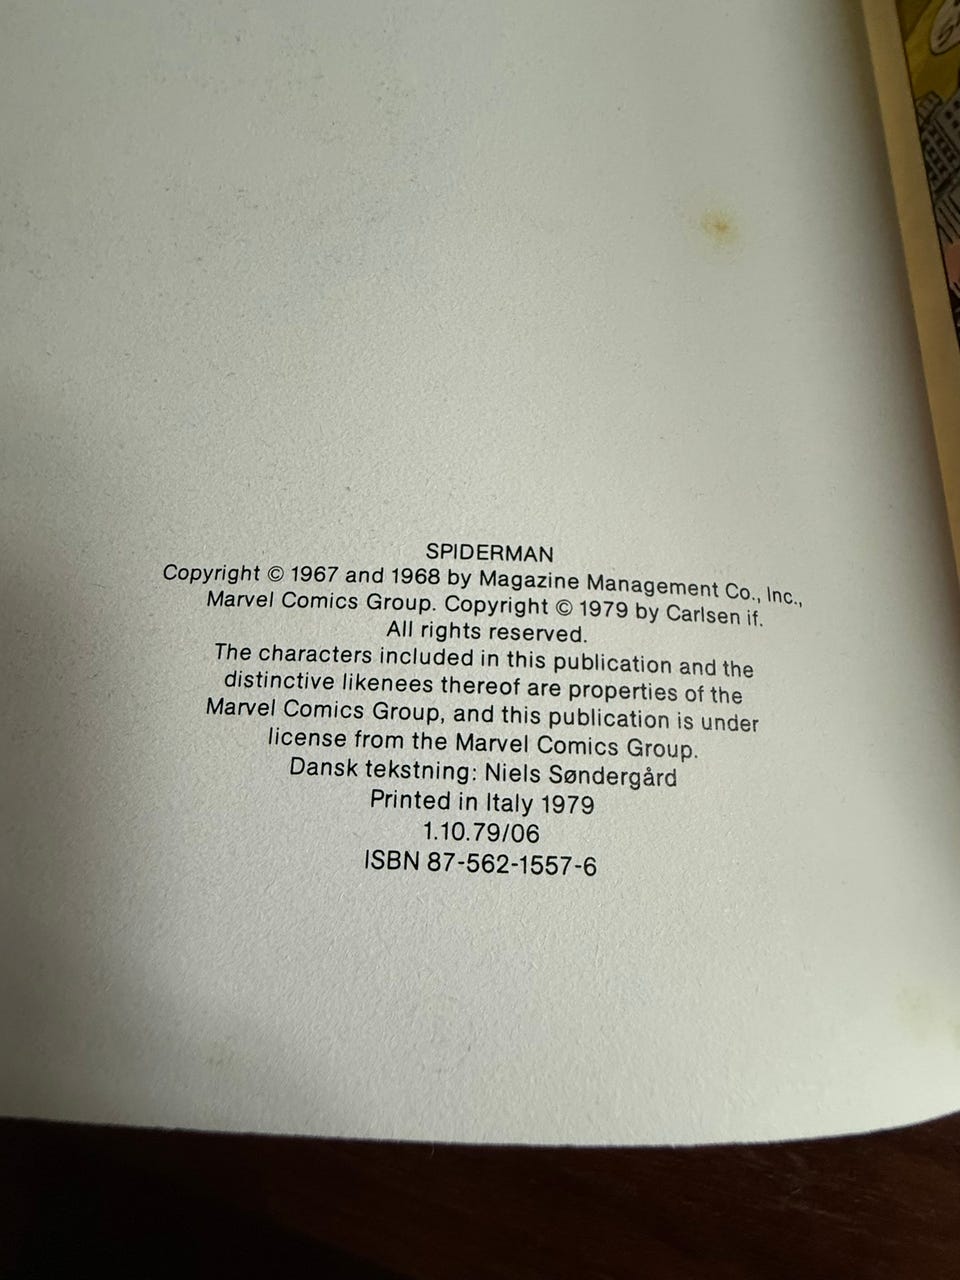 SPIDERMAN
Copyright © 1967 and 1968 by Magazine Management Co., Inc.,
Marvel Comics Group. Copyright © 1979 by Carlsen if.
All rights reserved.
The characters included in this publication and the
distinctive likenees thereof are properties of the
Marvel Comics Group, and this publication is under
license from the Marvel Comics Group.
Dansk tekstning: Niels Søndergård
Printed in Italy 1979
1.10.79/06
ISBN 87-562-1557-6